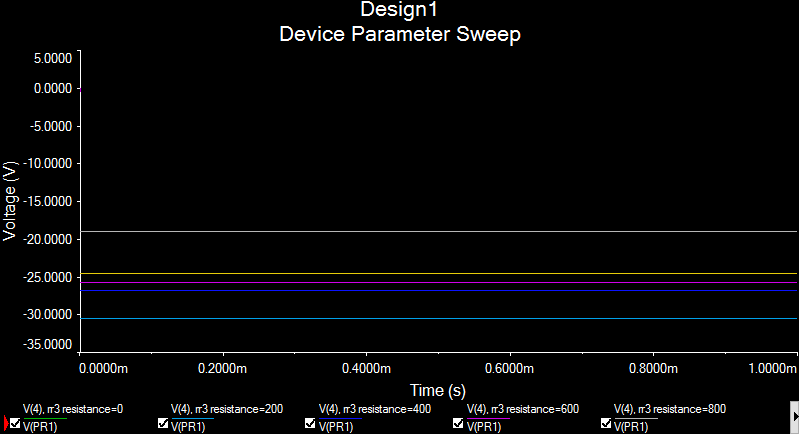 Design1
Device Parameter Sweep
5.0000
0.0000
-5.0000
-10.0000
-15.0000
-20.0000
-25.0000
-30.0000
-35.0000
Voltage (V)
0.0000m 0.2000m 0.4000m 0.6000m 0.8000m 1.0000m
Time (s)
V(4), rr3 resistance=0 V(4), rr3 resistance=200 V(4), rr3 resistance=400 V(4), rr3 resistance=600 V(4), rr3 resistance=800
V(PR1) V(PR1) V(PR1) V(PR1) V(PR1)